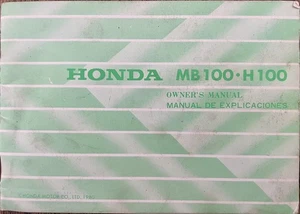 HONDA MB100·H100
OWNER'S MANUAL
MANUAL DE EXPLICACIONES